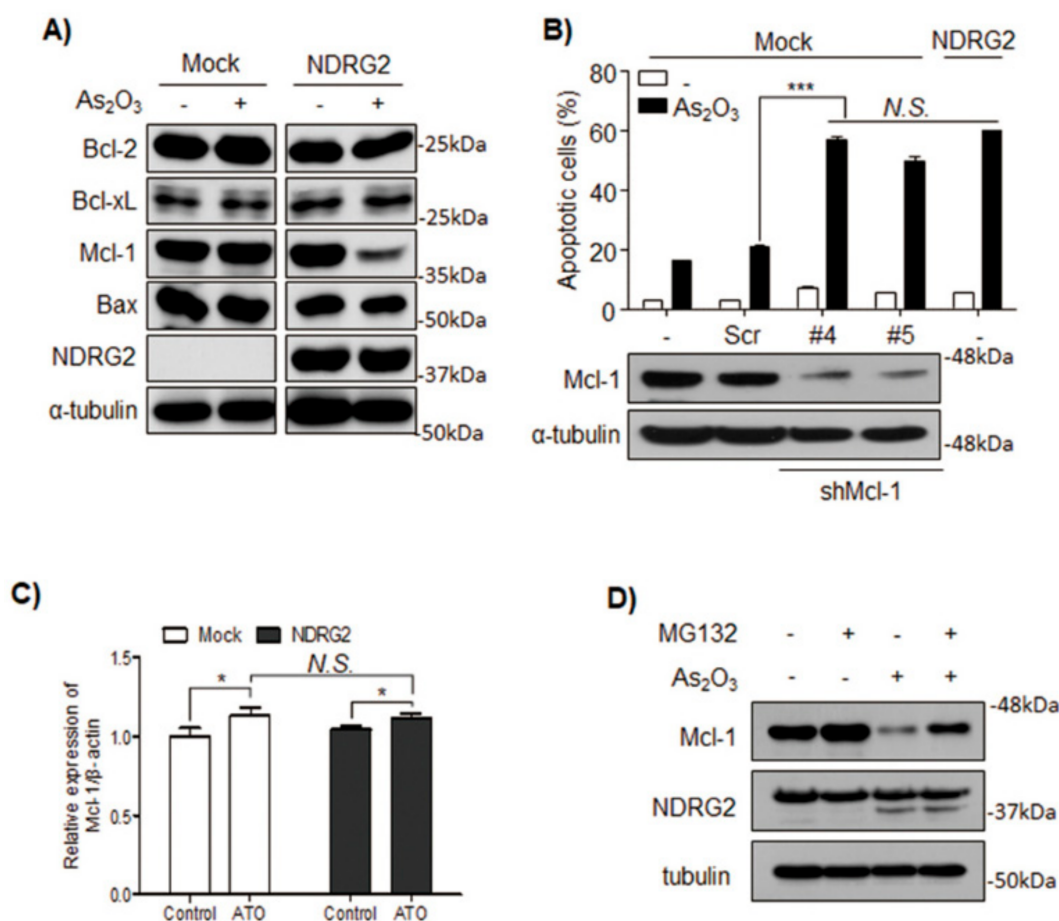 A)
Mock NDRG2
As₂O₃ - + - +
Bcl-2 -25kDa
Bcl-xL -25kDa
Mcl-1 -35kDa
Bax -50kDa
NDRG2 -37kDa
α-tubulin -50kDa
B)
Mock NDRG2
-
As₂O₃
*** N.S.
Apoptotic cells (%)
80
60
40
20
0
- Scr #4 #5 -
Mcl-1 -48kDa
α-tubulin -48kDa
shMcl-1
C)
Mock NDRG2
* N.S. *
Relative expression of
Mcl-1/β-actin
1.5
1.0
0.5
0.0
Control ATO Control ATO
D)
MG132 - + - +
As₂O₃ - - + +
-48kDa
Mcl-1
NDRG2 -37kDa
tubulin -50kDa